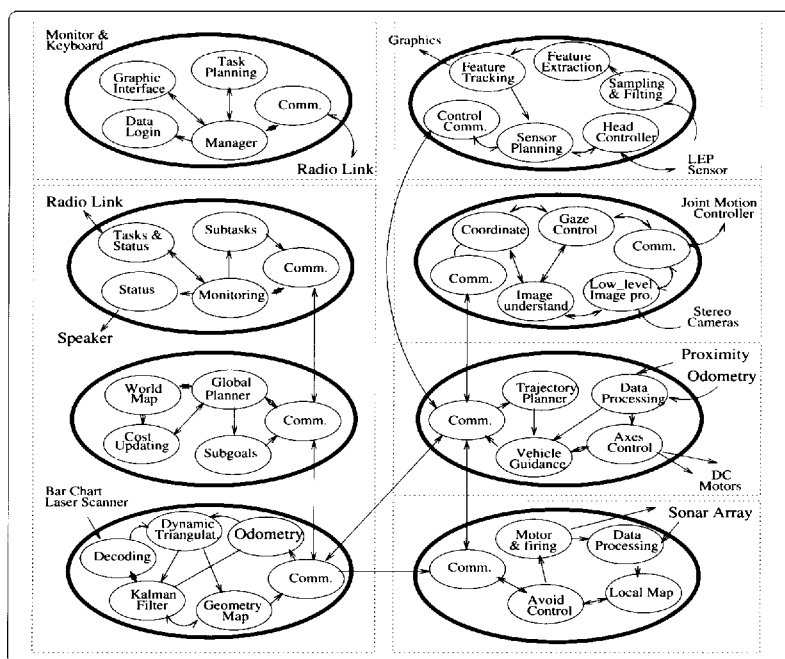 Monitor &
Keyboard
Task
Planning
Graphic
Interface
Comm.
Data
Login
Manager
Radio Link
Graphics
Feature
Tracking
Feature
Extraction
Sampling
& Filting
Control
Comm.
Sensor
Planning
Head
Controller
LEP
Sensor
Radio Link
Tasks &
Status
Subtasks
Comm.
Status
Monitoring
Speaker
Joint Motion
Controller
Coordinate
Gaze
Control
Comm.
Comm.
Image
understand
Low_level
Image pro.
Stereo
Cameras
World
Map
Global
Planner
Comm.
Cost
Updating
Subgoals
Proximity
Odometry
Trajectory
Planner
Data
Processing
Comm.
Vehicle
Guidance
Axes
Control
DC
Motors
Bar Chart
Laser Scanner
Dynamic
Triangulat
Odometry
Decoding
Comm.
Kalman
Filter
Geometry
Map
Sonar Array
Motor
& firing
Data
Processing
Comm.
Avoid
Control
Local Map